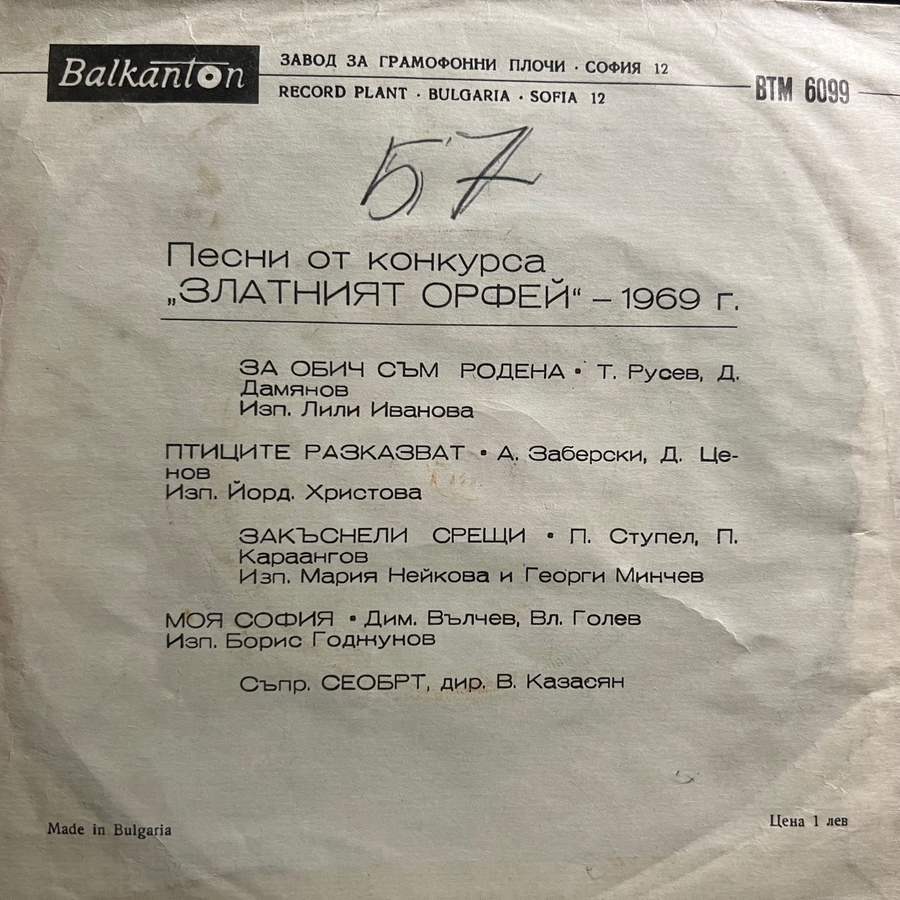 Balkanton
ЗАВОД ЗА ГРАМОФОННИ ПЛОЧИ · СОФИЯ 12
RECORD PLANT · BULGARIA · SOFIA 12
ВТМ 6099
57
Песни от конкурса
„ЗЛАТНИЯТ ОРФЕЙ“ – 1969 г.
ЗА ОБИЧ СЪМ РОДЕНА · Т. Русев, Д.
Дамянов
Изп. Лили Иванова
ПТИЦИТЕ РАЗКАЗВАТ · А. Заберски, Д. Це-
нов
Изп. Йорд. Христова
ЗАКЪСНЕЛИ СРЕЩИ · П. Ступел, П.
Караангов
Изп. Мария Нейкова и Георги Минчев
МОЯ СОФИЯ · Дим. Вълчев, Вл. Голев
Изп. Борис Годжунов
Съпр. СЕОБРТ, дир. В. Казасян
Made in Bulgaria
Цена 1 лев